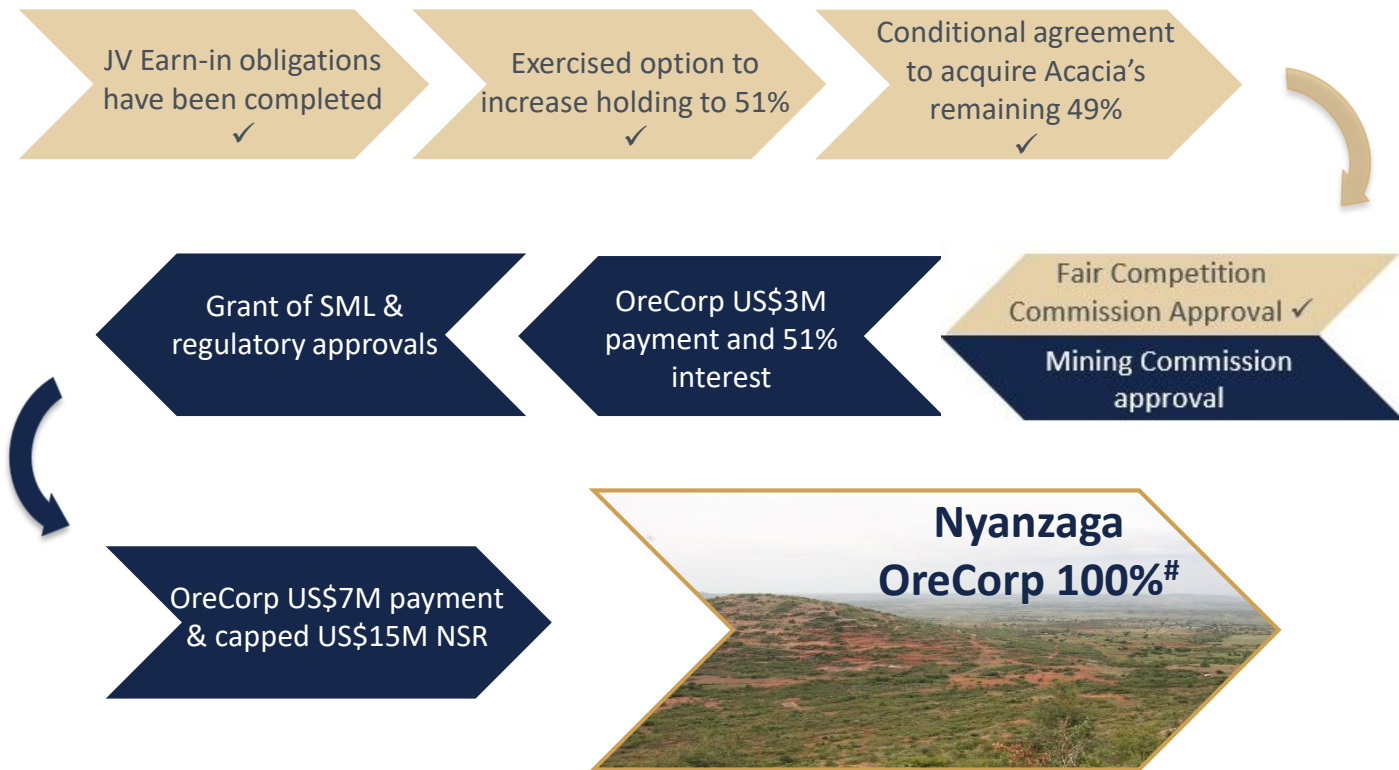 JV Earn-in obligations
have been completed
✓
Exercised option to
increase holding to 51%
✓
Conditional agreement
to acquire Acacia's
remaining 49%
✓
Fair Competition
Commission Approval ✓
Mining Commission
approval
OreCorp US$3M
payment and 51%
interest
Grant of SML &
regulatory approvals
OreCorp US$7M payment
& capped US$15M NSR
Nyanzaga
OreCorp 100%#